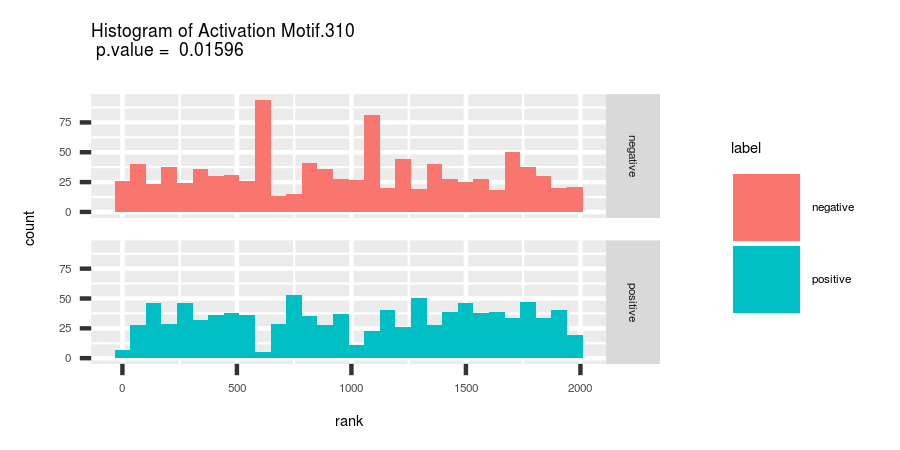 Histogram of Activation Motif.310
p.value = 0.01596
count
75
50
25
0
negative
75
50
25
0
positive
0 500 1000 1500 2000
rank
label
negative
positive